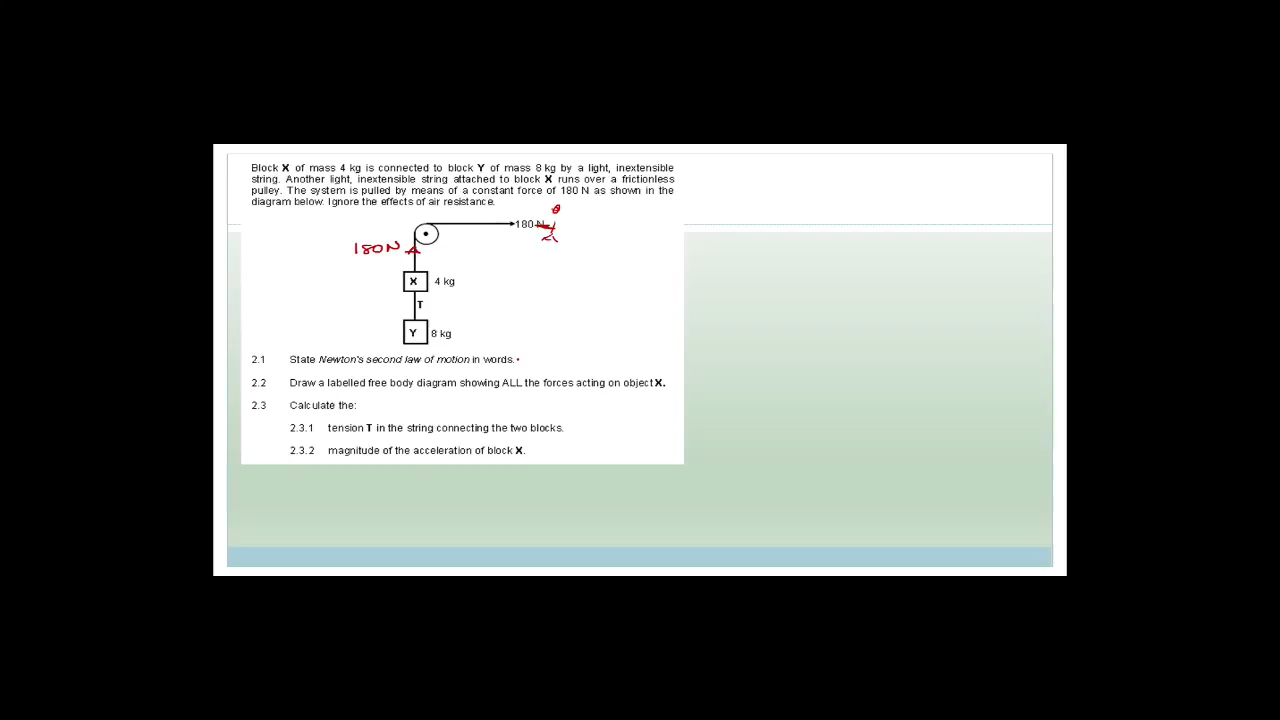 Block X of mass 4 kg is connected to block Y of mass 8 kg by a light, inextensible
string. Another light, inextensible string attached to block X runs over a frictionless
pulley. The system is pulled by means of a constant force of 180 N as shown in the
diagram below. Ignore the effects of air resistance.
180 N
180N
X 4 kg
T
Y 8 kg
2.1 State Newton's second law of motion in words.
2.2 Draw a labelled free body diagram showing ALL the forces acting on object X.
2.3 Calculate the:
2.3.1 tension T in the string connecting the two blocks.
2.3.2 magnitude of the acceleration of block X.